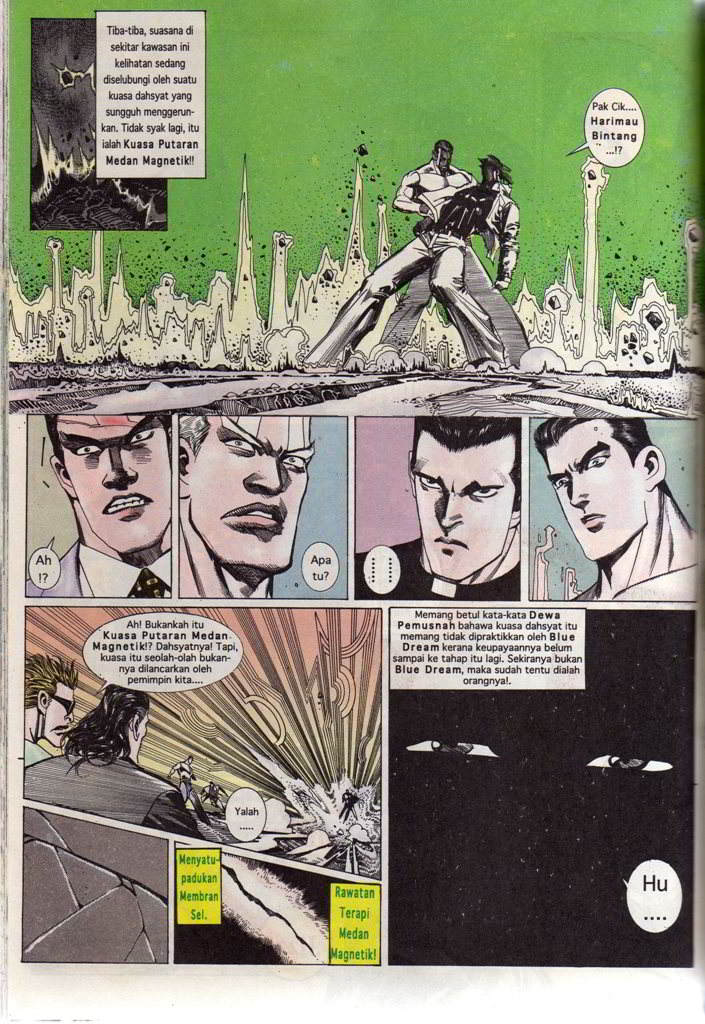 Tiba-tiba, suasana di
sekitar kawasan ini
kelihatan sedang
diselubungi oleh suatu
kuasa dahsyat yang
sungguh menggerun-
kan. Tidak syak lagi, itu
ialah Kuasa Putaran
Medan Magnetik!!
Pak Cik....
Harimau
Bintang
...!?
Ah
!?
Apa
tu?
Ah! Bukankah itu
Kuasa Putaran Medan
Magnetik!? Dahsyatnya! Tapi,
kuasa itu seolah-olah bukan-
nya dilancarkan oleh
pemimpin kita....
Yalah
.....
Memang betul kata-kata Dewa
Pemusnah bahawa kuasa dahsyat itu
memang tidak dipraktikkan oleh Blue
Dream kerana keupayaannya belum
sampai ke tahap itu lagi. Sekiranya bukan
Blue Dream, maka sudah tentu dialah
orangnya!.
Menyatu-
padukan
Membran
Sel.
Rawatan
Terapi
Medan
Magnetik!
Hu
....